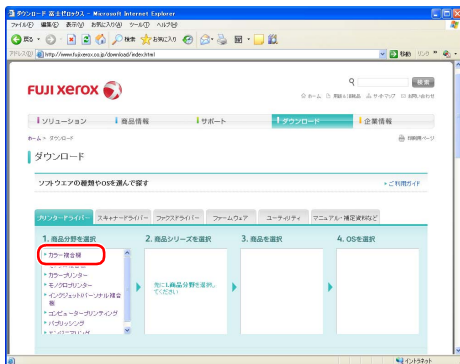 ダウンロード 富士ゼロックス - Microsoft Internet Explorer
ファイル(F) 編集(E) 表示(V) お気に入り(A) ツール(T) ヘルプ(H)
戻る 検索 お気に入り
アドレス(D) http://www.fujixerox.co.jp/download/index.html 移動 リンク
FUJI XEROX
検索
ホーム サイトマップ お問い合わせ
ソリューション 商品情報 サポート ダウンロード 企業情報
ホーム > ダウンロード 印刷用ページ
ダウンロード
ソフトウエアの種類やOSを選んで探す ご利用ガイド
プリンタードライバー スキャナードライバー ファクスドライバー ファームウェア ユーティリティ マニュアル・補足資料など
1. 商品分野を選択 2. 商品シリーズを選択 3. 商品を選択 4. OSを選択
カラー複合機
カラープリンター
モノクロプリンター
先に1.商品分野を選択してください
インクジェット/パーソナル複合機
コンピュータープリンティング
パブリッシング
エンジニアリング
イントラネット